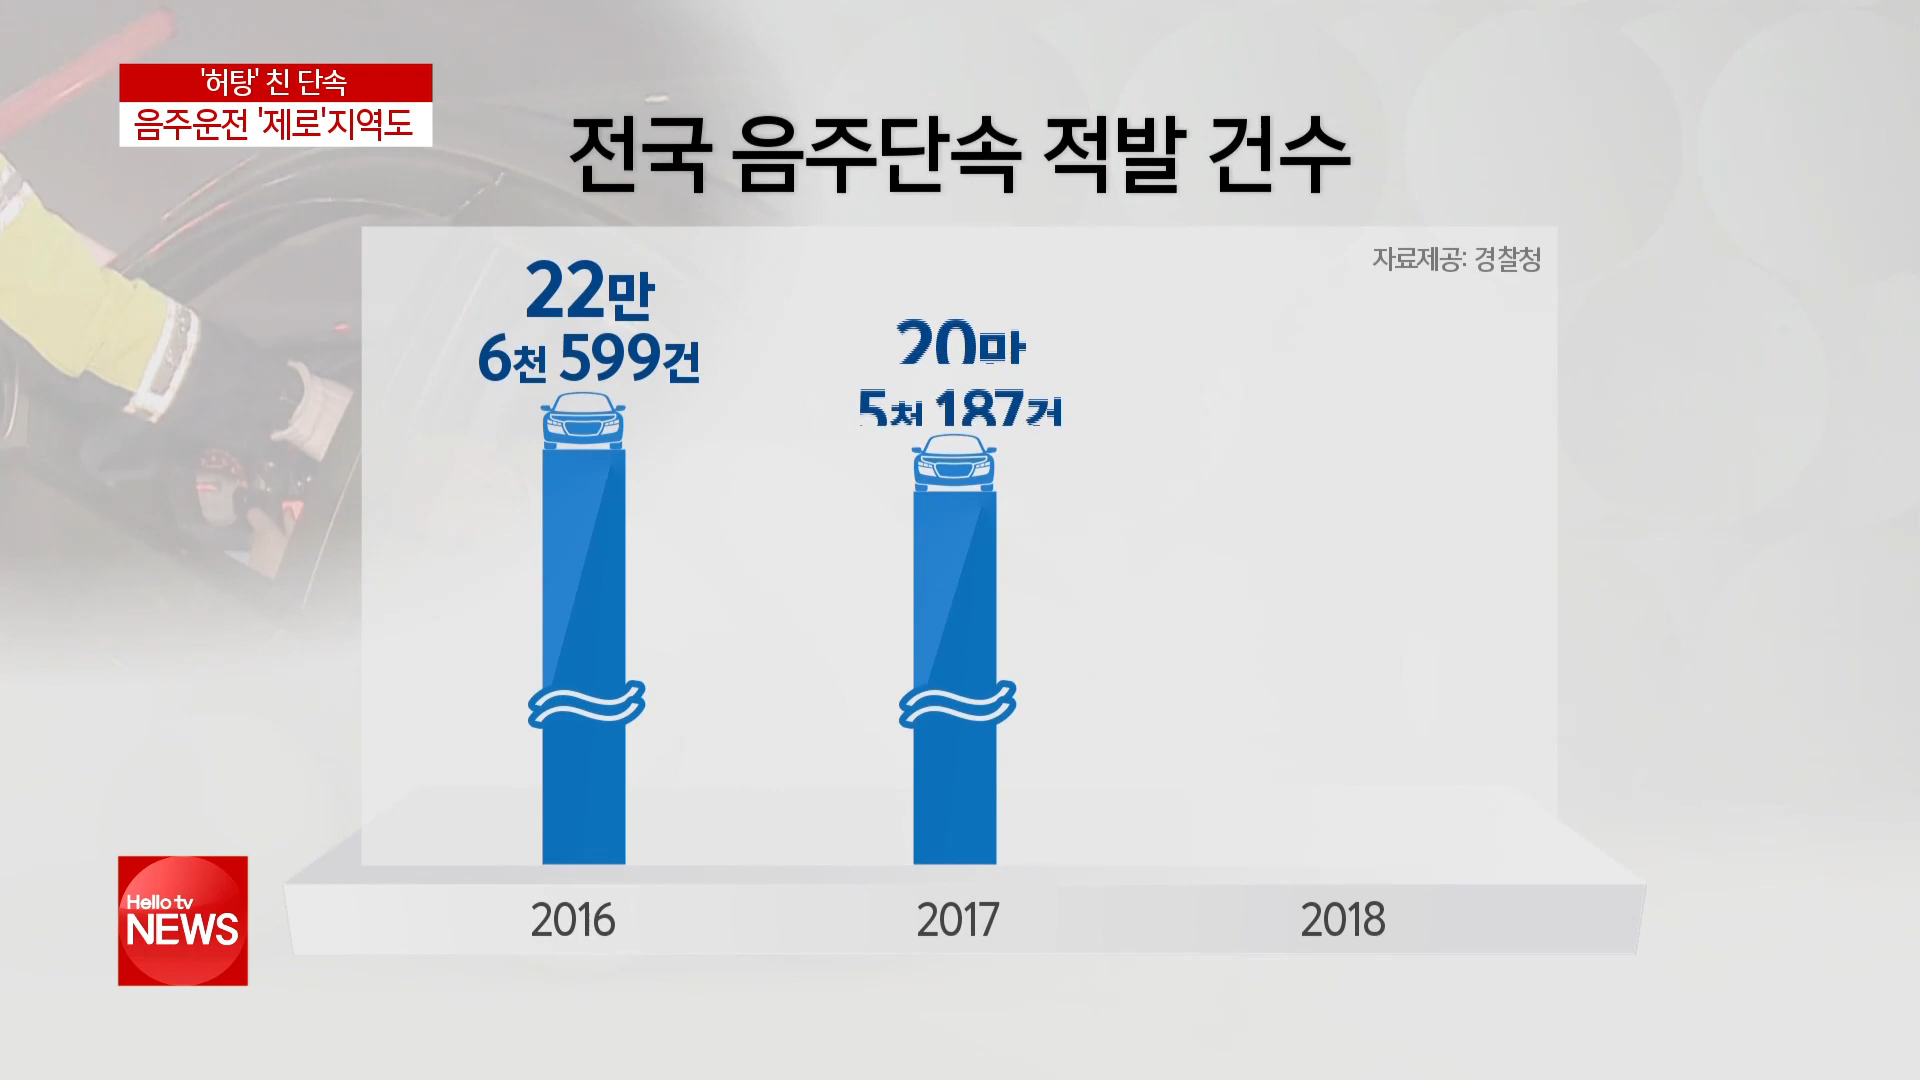 '허탕' 친 단속
음주운전 '제로'지역도
전국 음주단속 적발 건수
자료제공: 경찰청
22만
6천 599건
20만
5천 187건
2016
2017
2018
Hello tv
NEWS